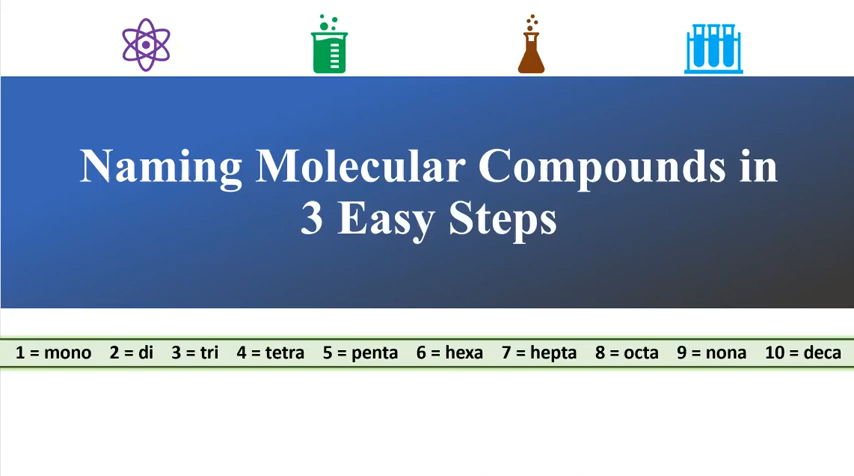 Naming Molecular Compounds in
3 Easy Steps
1 = mono 2 = di 3 = tri 4 = tetra 5 = penta 6 = hexa 7 = hepta 8 = octa 9 = nona 10 = deca